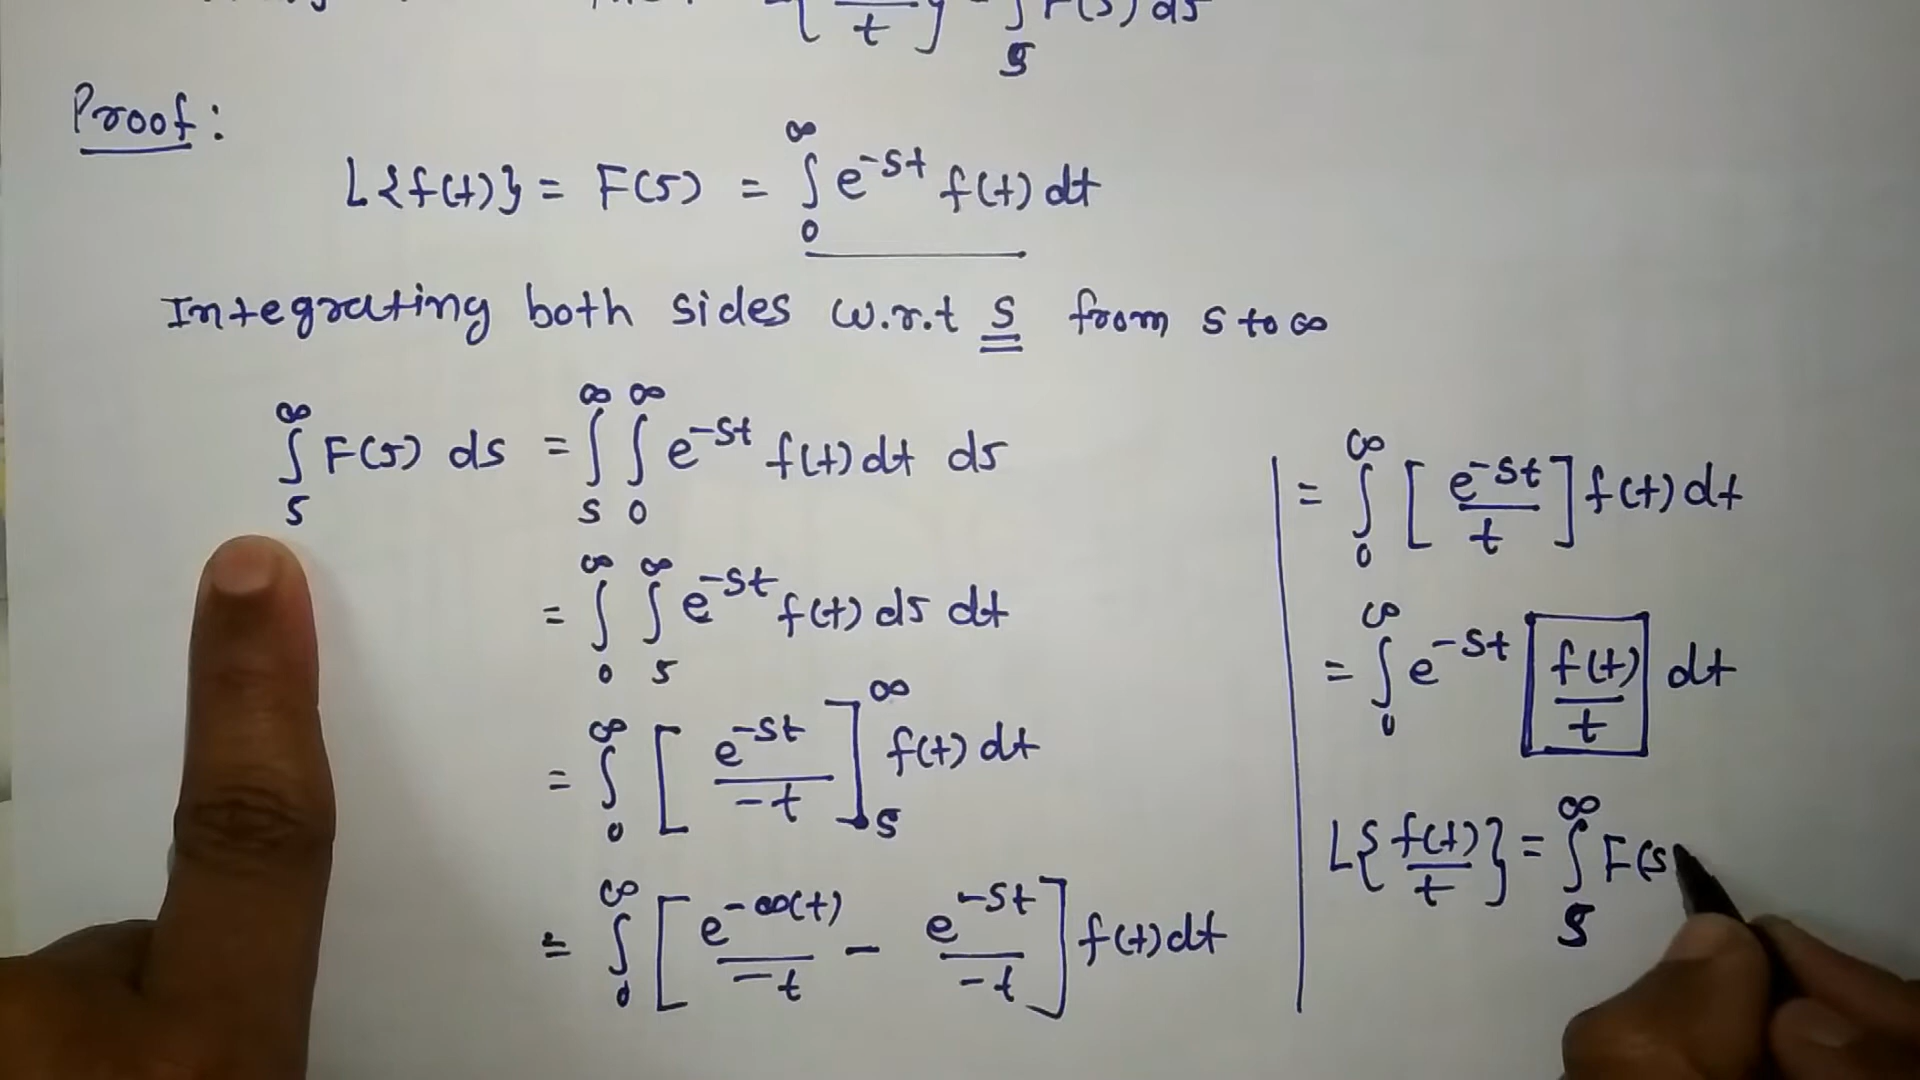 t } = ∫ F(s) ds
s
Proof:
L{f(t)} = F(s) = ∫₀^∞ e^-st f(t) dt
Integrating both sides w.r.t s from s to ∞
∫ₛ^∞ F(s) ds = ∫ₛ^∞ ∫₀^∞ e^-st f(t) dt ds
= ∫₀^∞ ∫ₛ^∞ e^-st f(t) ds dt
= ∫₀^∞ [ e^-st / -t ]ₛ^∞ f(t) dt
= ∫₀^∞ [ e^-∞(t) / -t - e^-st / -t ] f(t) dt
= ∫₀^∞ [ e^-st / t ] f(t) dt
= ∫₀^∞ e^-st f(t) / t dt
L{ f(t) / t } = ∫ₛ^∞ F(s